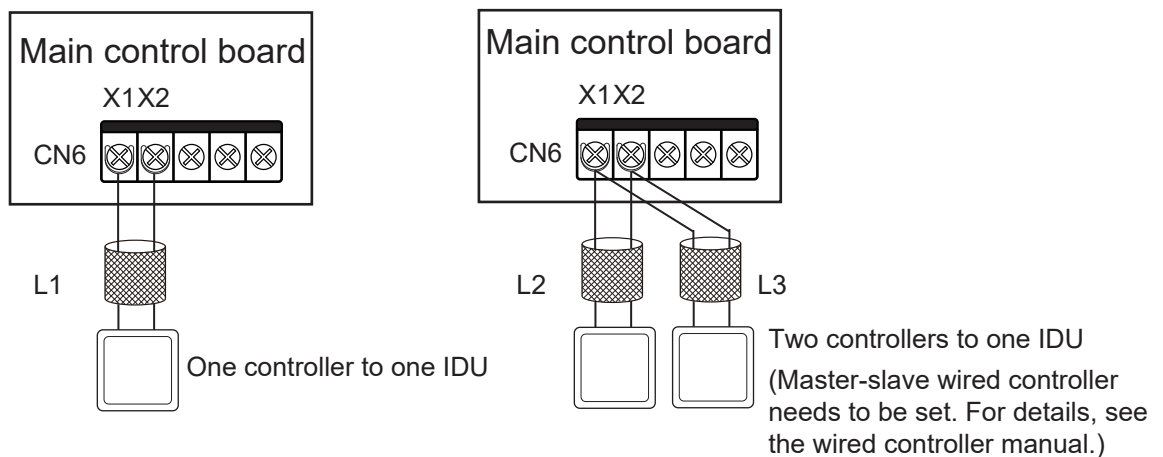 Main control board
X1X2
CN6
L1
One controller to one IDU
Main control board
X1X2
CN6
L2
L3
Two controllers to one IDU
(Master-slave wired controller
needs to be set. For details, see
the wired controller manual.)